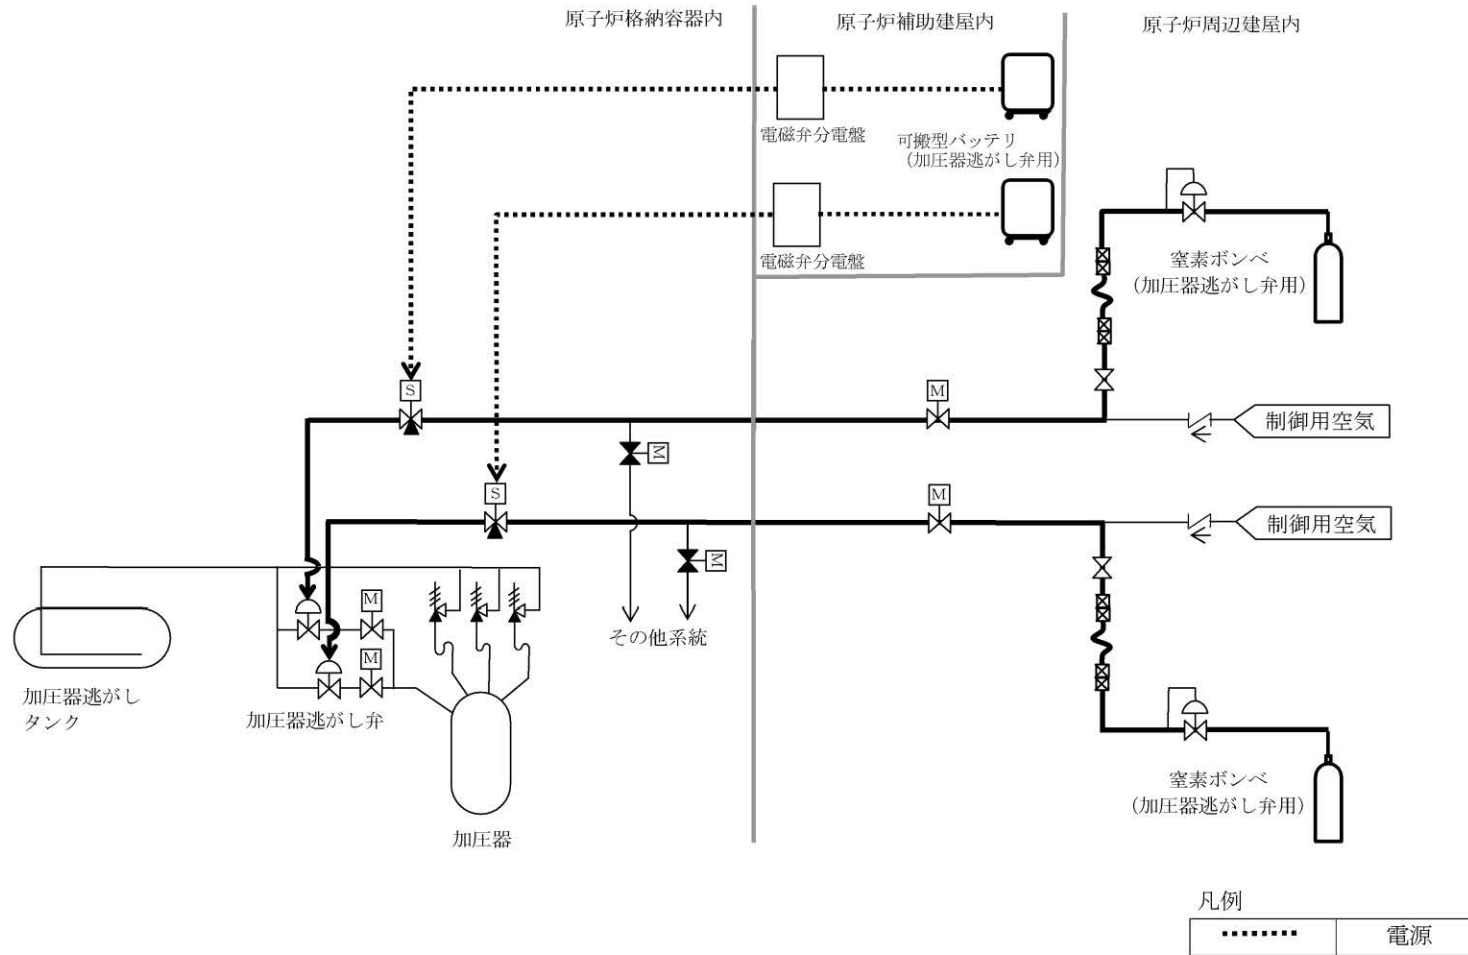 原子炉格納容器内
原子炉補助建屋内
原子炉周辺建屋内
電磁弁分電盤
可搬型バッテリ
(加圧器逃がし弁用)
電磁弁分電盤
窒素ボンベ
(加圧器逃がし弁用)
S
M
制御用空気
M
S
M
制御用空気
M
M
M
その他系統
加圧器逃がし
タンク
加圧器逃がし弁
加圧器
窒素ボンベ
(加圧器逃がし弁用)
凡例
電源